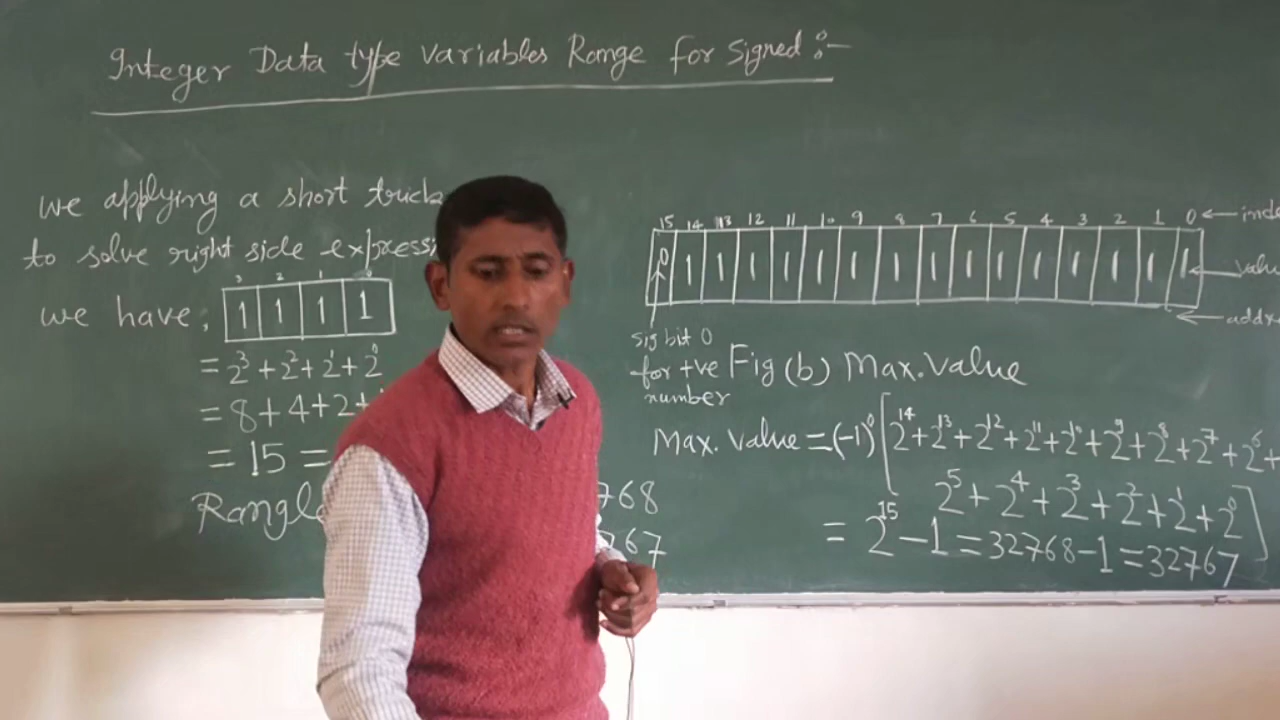 Integer Data type variables Range for Signed :-
we applying a short trick
to solve right side
we have,
3 2 1 0
1 1 1 1
= 2³ + 2² + 2¹ + 2⁰
= 8 + 4 + 2 +
= 15 =
768
767
15 14 13 12 11 10 9 8 7 6 5 4 3 2 1 0 ←
0 1 1 1 1 1 1 1 1 1 1 1 1 1 1 1 ←
←
sig bit 0
for +ve
number
Fig (b) Max. Value
Max. Value = (-1)⁰ [2¹⁴ + 2¹³ + 2¹² + 2¹¹ + 2¹⁰ + 2⁹ + 2⁸ + 2⁷ + 2⁶ +
2⁵ + 2⁴ + 2³ + 2² + 2¹ + 2⁰]
= 2¹⁵ - 1 = 32768 - 1 = 32767